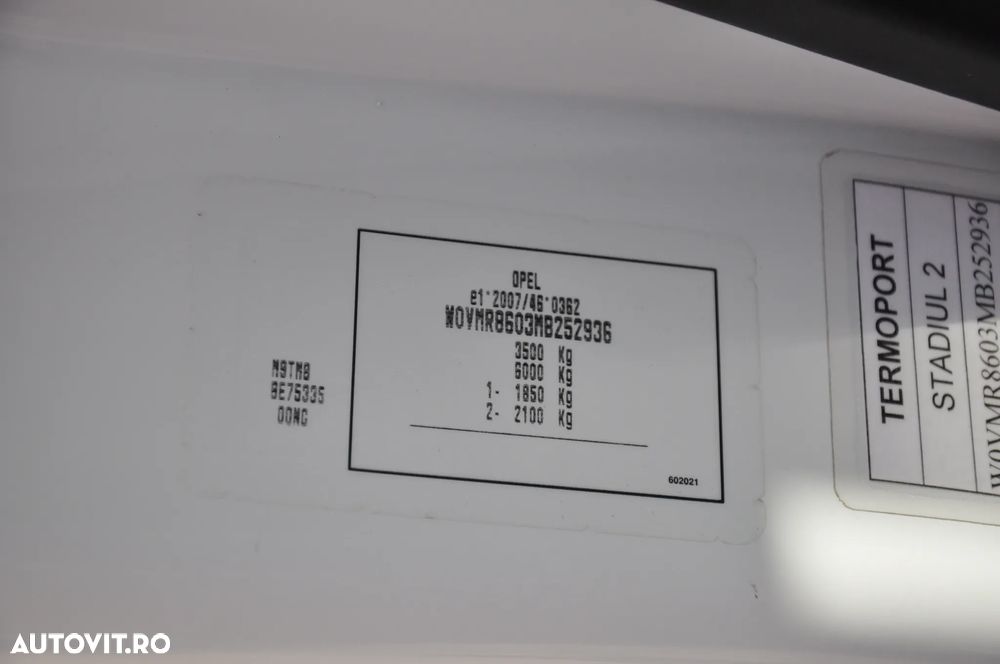 OPEL
e1*2007/46*0362
W0VMR8603MB252936
3500 Kg
6000 Kg
1- 1850 Kg
2- 2100 Kg
602021
M9TM8
BE75335
00NG
TERMOPORT
STADIUL 2
W0VMR8603MB252936
AUTOVIT.RO